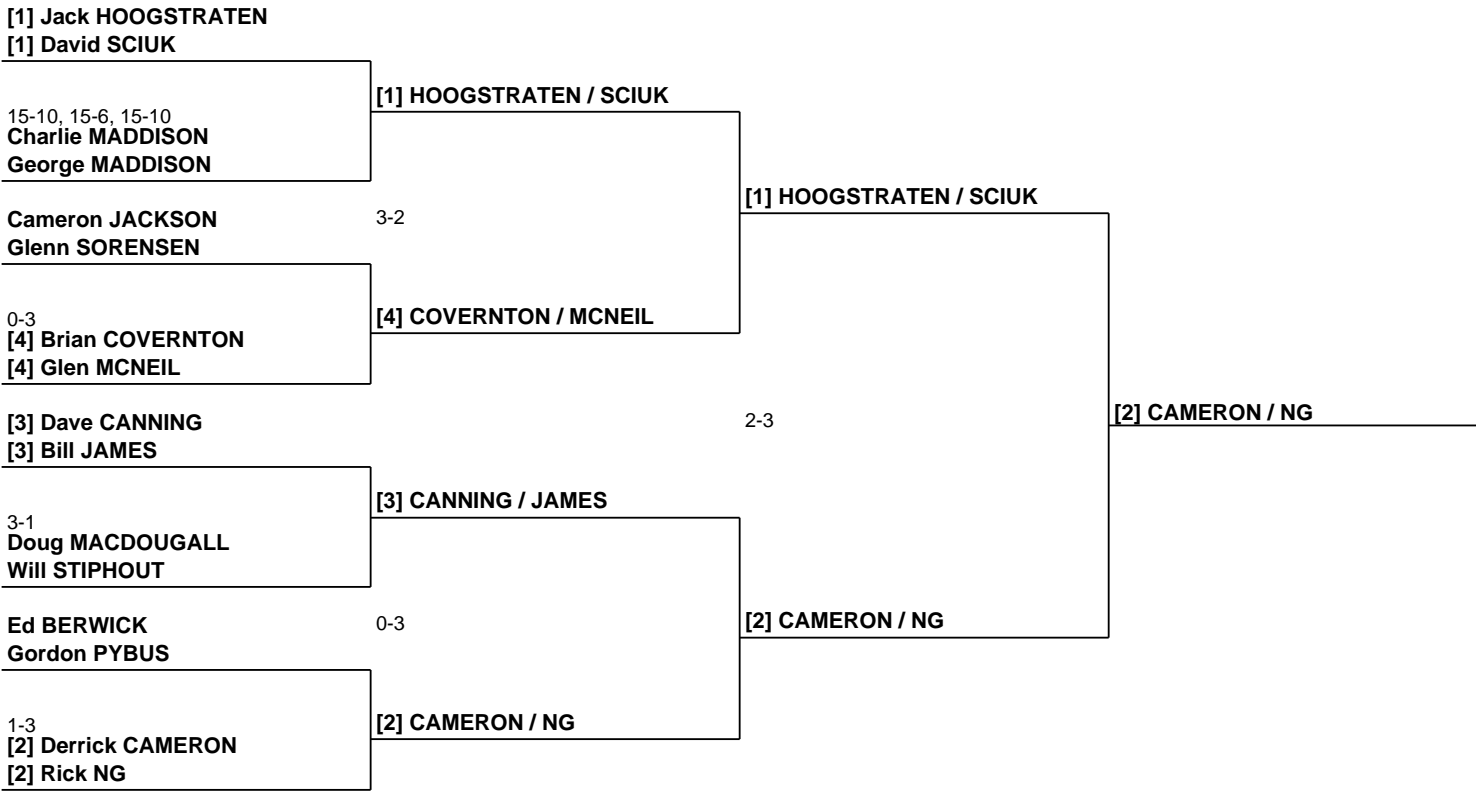 [1] Jack HOOGSTRATEN
[1] David SCIUK
15-10, 15-6, 15-10
Charlie MADDISON
George MADDISON
Cameron JACKSON
Glenn SORENSEN
0-3
[4] Brian COVERNTON
[4] Glen MCNEIL
[3] Dave CANNING
[3] Bill JAMES
3-1
Doug MACDOUGALL
Will STIPHOUT
Ed BERWICK
Gordon PYBUS
1-3
[2] Derrick CAMERON
[2] Rick NG
[1] HOOGSTRATEN / SCIUK
3-2
[4] COVERNTON / MCNEIL
[3] CANNING / JAMES
0-3
[2] CAMERON / NG
[1] HOOGSTRATEN / SCIUK
2-3
[2] CAMERON / NG
[2] CAMERON / NG